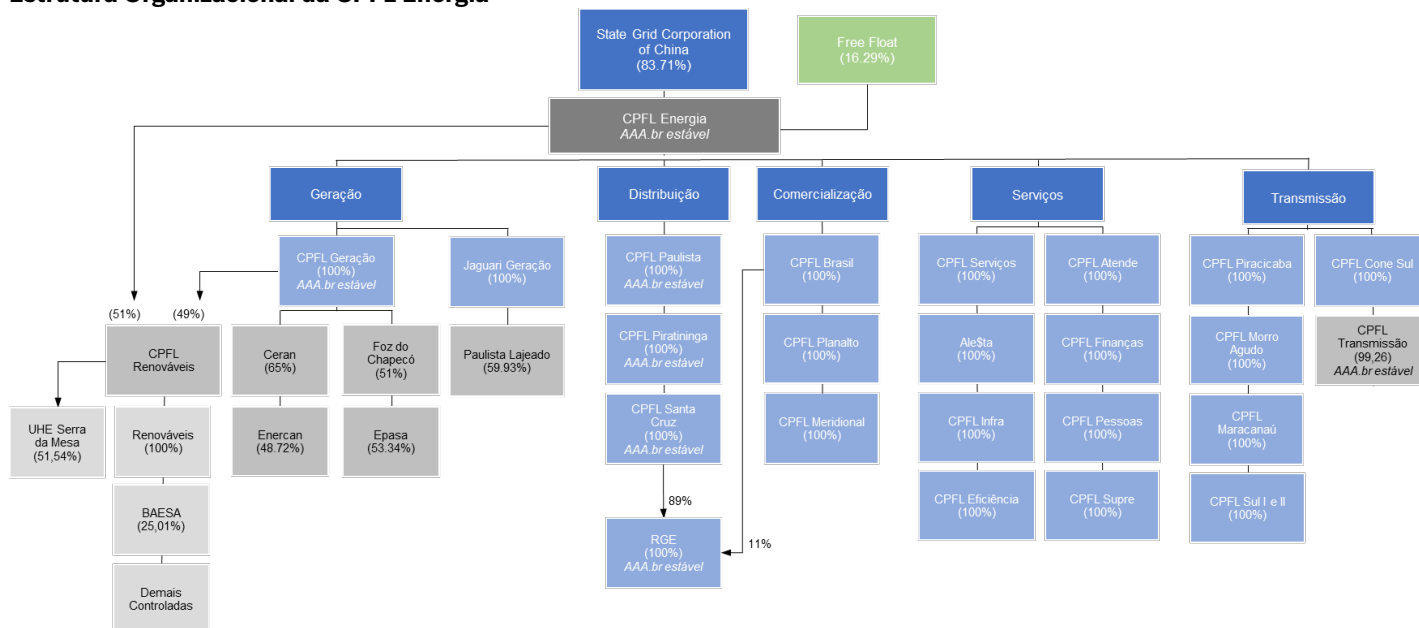 Estrutura Organizacional da CPFL Energia
State Grid Corporation
of China
(83.71%)
Free Float
(16.29%)
CPFL Energia
AAA.br estável
Geração
Distribuição
Comercialização
Serviços
Transmissão
CPFL Geração
(100%)
AAA.br estável
Jaguari Geração
(100%)
CPFL Paulista
(100%)
AAA.br estável
CPFL Brasil
(100%)
CPFL Serviços
(100%)
CPFL Atende
(100%)
CPFL Piracicaba
(100%)
CPFL Cone Sul
(100%)
(51%)
(49%)
CPFL
Renováveis
Ceran
(65%)
Foz do
Chapecó
(51%)
Paulista Lajeado
(59.93%)
CPFL Piratininga
(100%)
AAA.br estável
CPFL Planalto
(100%)
Ale$ta
(100%)
CPFL Finanças
(100%)
CPFL Morro
Agudo
(100%)
CPFL
Transmissão
(99,26)
AAA.br estável
UHE Serra
da Mesa
(51,54%)
Renováveis
(100%)
Enercan
(48.72%)
Epasa
(53.34%)
CPFL Santa
Cruz
(100%)
AAA.br estável
CPFL Meridional
(100%)
CPFL Infra
(100%)
CPFL Pessoas
(100%)
CPFL
Maracanaú
(100%)
BAESA
(25,01%)
89%
CPFL Eficiência
(100%)
CPFL Supre
(100%)
CPFL Sul I e II
(100%)
RGE
(100%)
AAA.br estável
11%
Demais
Controladas